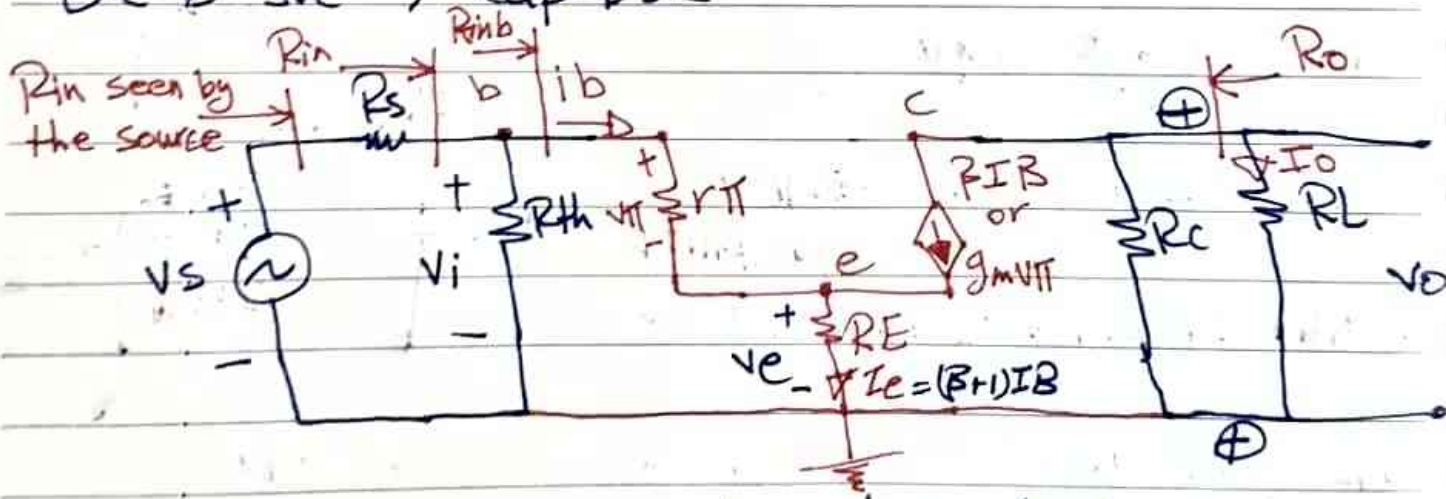 Rin
Rinb
Rin seen by
the source
Rs
b
ib
c
+
Ro
Io
+
vs
-
+
Vi
-
Rth
+
vπ
-
rπ
e
βIB
or
gmvπ
Rc
RL
vo
+
ve
-
RE
Ie=(β+1)IB
+